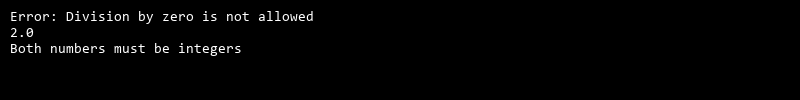 Error: Division by zero is not allowed
2.0
Both numbers must be integers